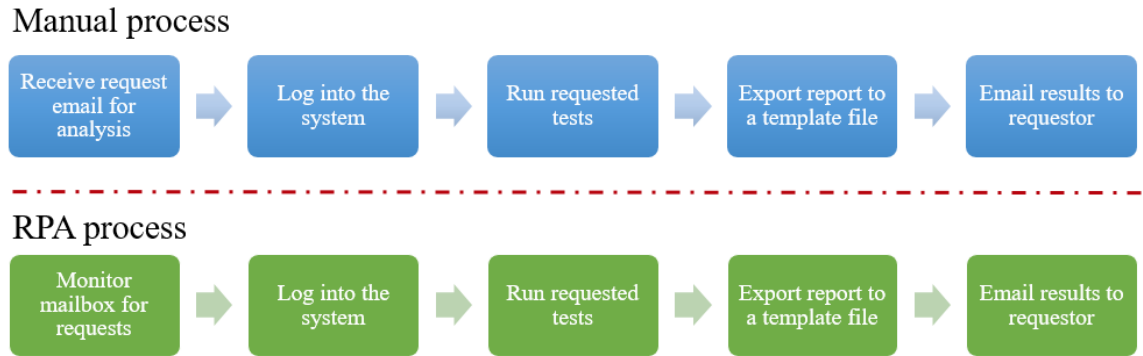 Manual process
Receive request
email for
analysis
Log into the
system
Run requested
tests
Export report to
a template file
Email results to
requestor
RPA process
Monitor
mailbox for
requests
Log into the
system
Run requested
tests
Export report to
a template file
Email results to
requestor